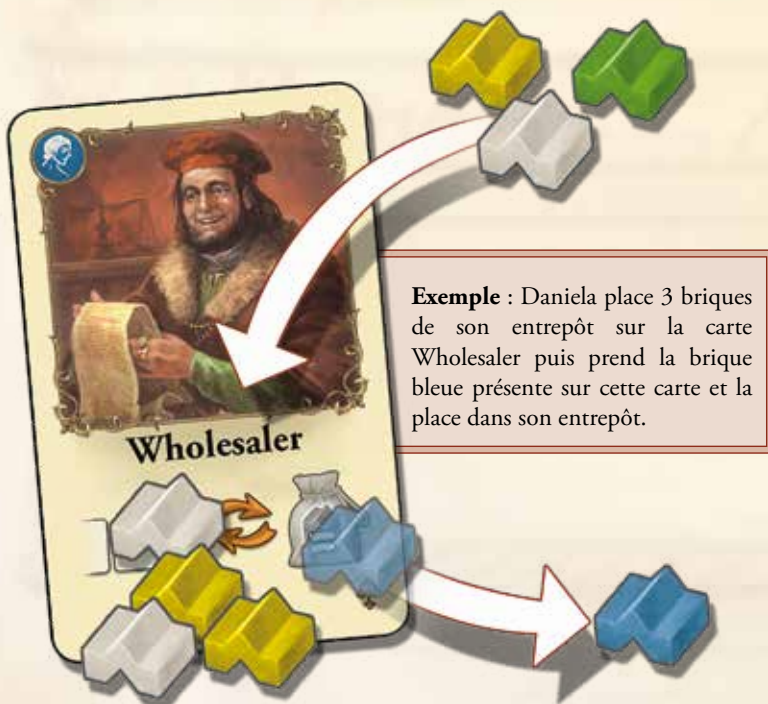 Exemple : Daniela place 3 briques
de son entrepôt sur la carte
Wholesaler puis prend la brique
bleue présente sur cette carte et la
place dans son entrepôt.
Wholesaler